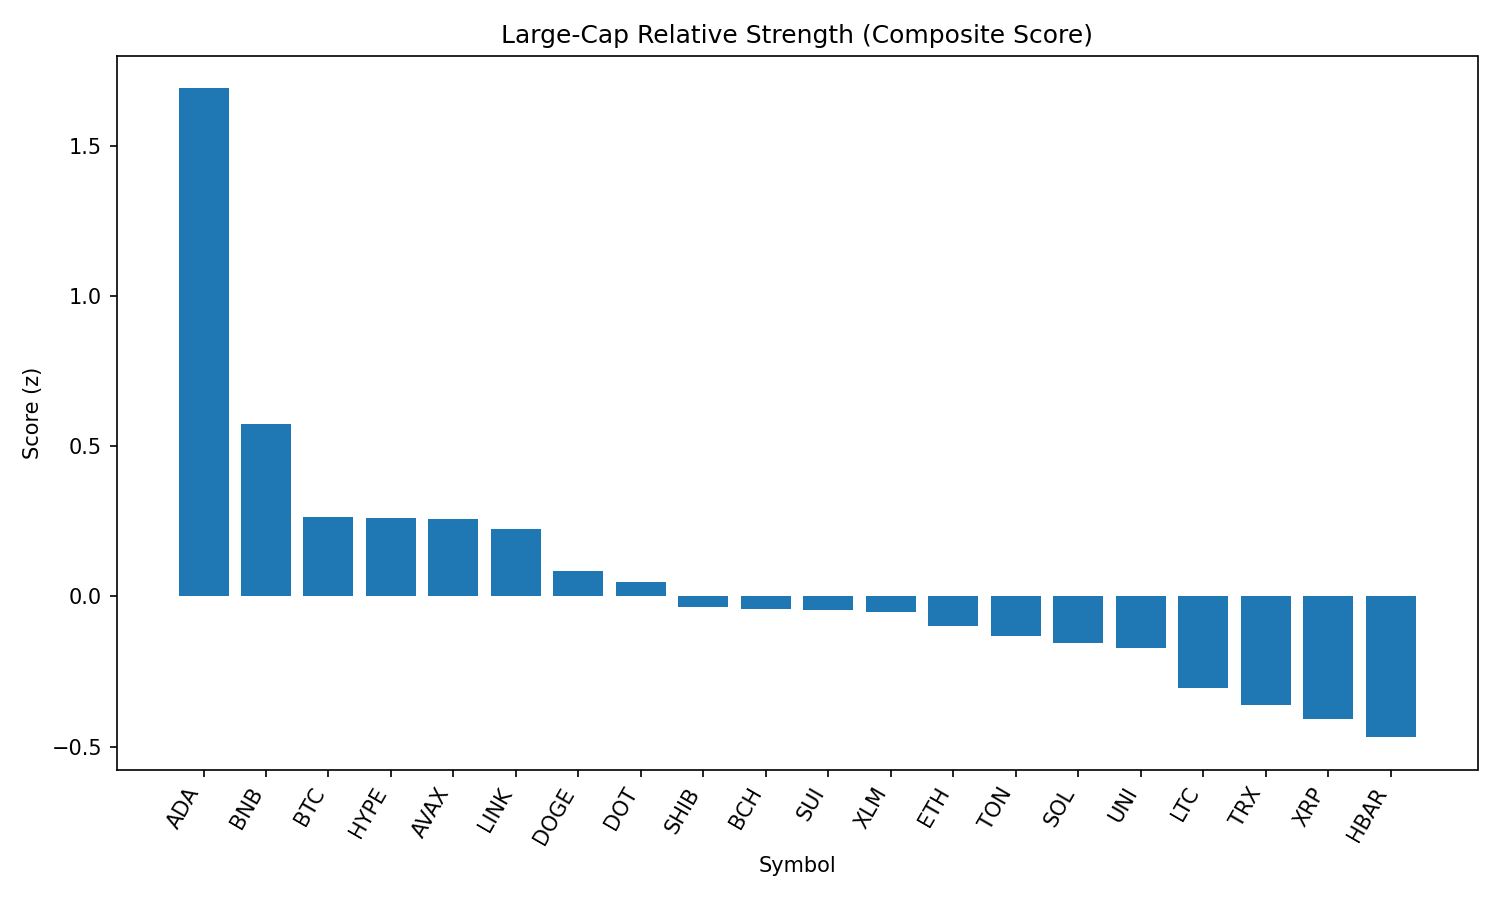 Large-Cap Relative Strength (Composite Score)
Score (z)
1.5
1.0
0.5
0.0
−0.5
ADA
BNB
BTC
HYPE
AVAX
LINK
DOGE
DOT
SHIB
BCH
SUI
XLM
ETH
TON
SOL
UNI
LTC
TRX
XRP
HBAR
Symbol